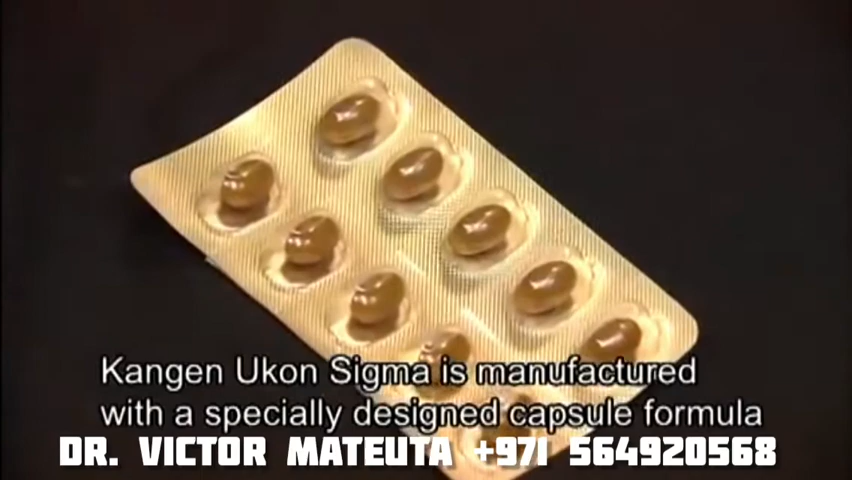 Kangen Ukon Sigma is manufactured
with a specially designed capsule formula
DR. VICTOR MATEUTA +971 564920568